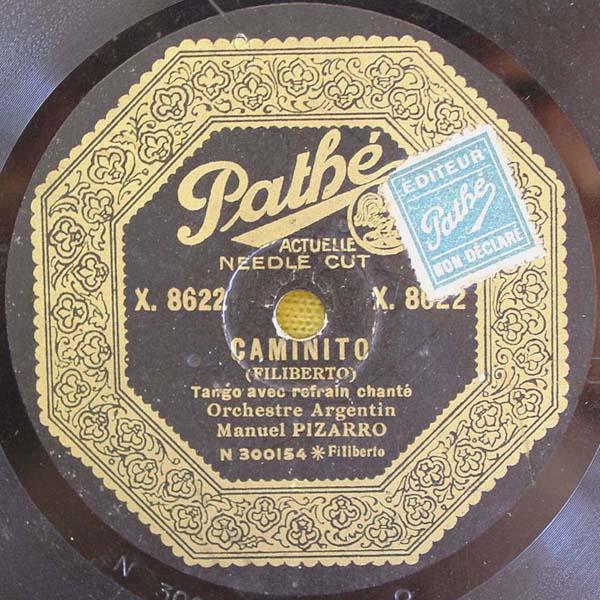 Pathé
ACTUELLE
NEEDLE CUT
EDITEUR
Pathé
NON DÉCLARÉ
X. 8622 X. 8622
CAMINITO
(FILIBERTO)
Tango avec refrain chanté
Orchestre Argentin
Manuel PIZARRO
N 300154 * Filiberto